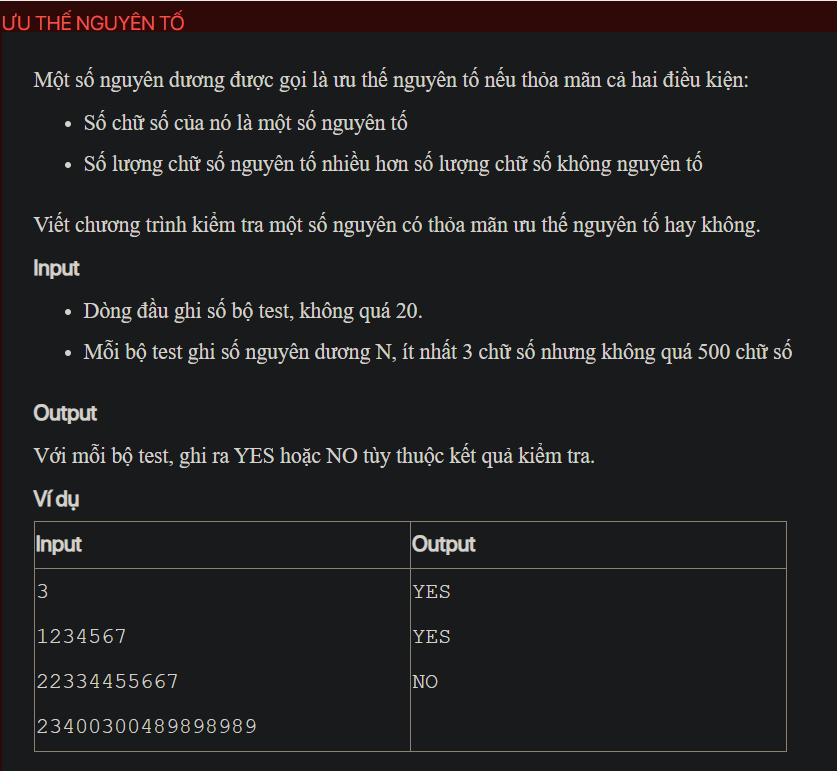 ƯU THẾ NGUYÊN TỐ
Một số nguyên dương được gọi là ưu thế nguyên tố nếu thỏa mãn cả hai điều kiện:
• Số chữ số của nó là một số nguyên tố
• Số lượng chữ số nguyên tố nhiều hơn số lượng chữ số không nguyên tố
Viết chương trình kiểm tra một số nguyên có thỏa mãn ưu thế nguyên tố hay không.
Input
• Dòng đầu ghi số bộ test, không quá 20.
• Mỗi bộ test ghi số nguyên dương N, ít nhất 3 chữ số nhưng không quá 500 chữ số
Output
Với mỗi bộ test, ghi ra YES hoặc NO tùy thuộc kết quả kiểm tra.
Ví dụ
Input Output
3 YES
1234567 YES
22334455667 NO
23400300489898989